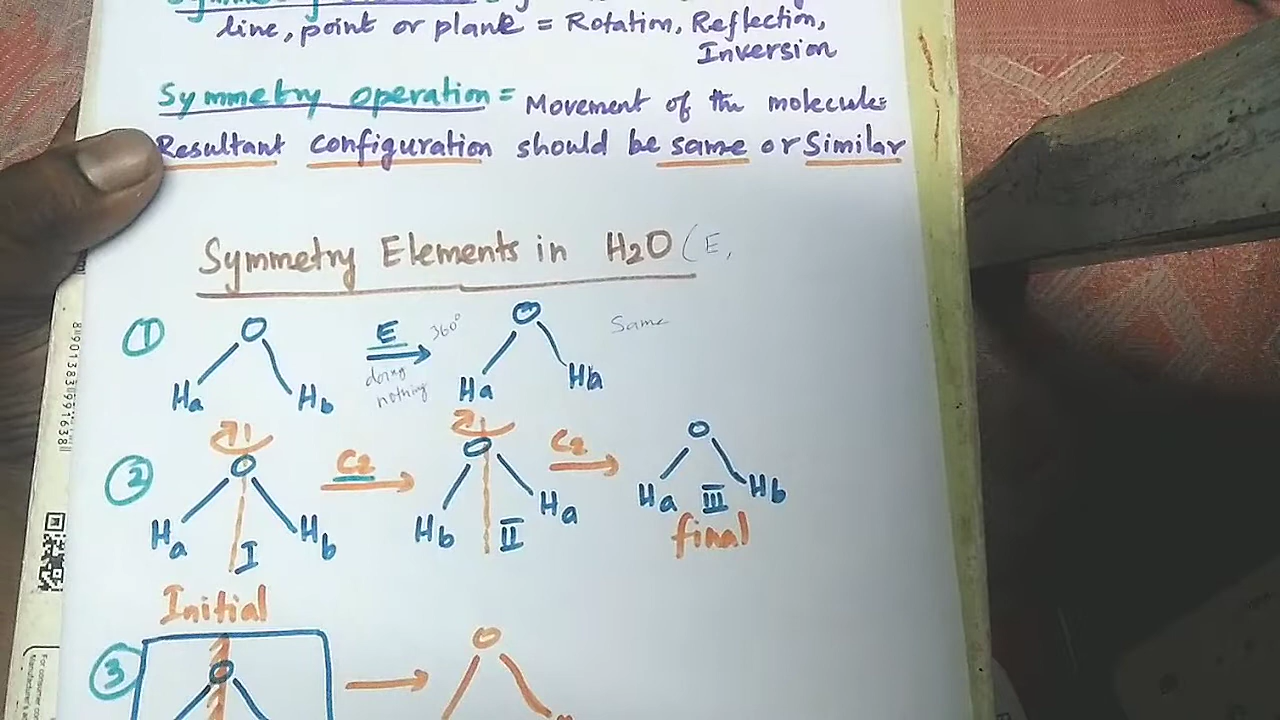 line, point or plane = Rotation, Reflection,
Inversion
Symmetry operation = Movement of the molecule
Resultant configuration should be same or Similar
Symmetry Elements in H2O (E,
1 O E 360° O Same
doing
nothing
Ha Hb Ha Hb
2 O C2 O C2 O
Ha Hb Hb Ha Ha Hb
I II III
Initial final
3 O O